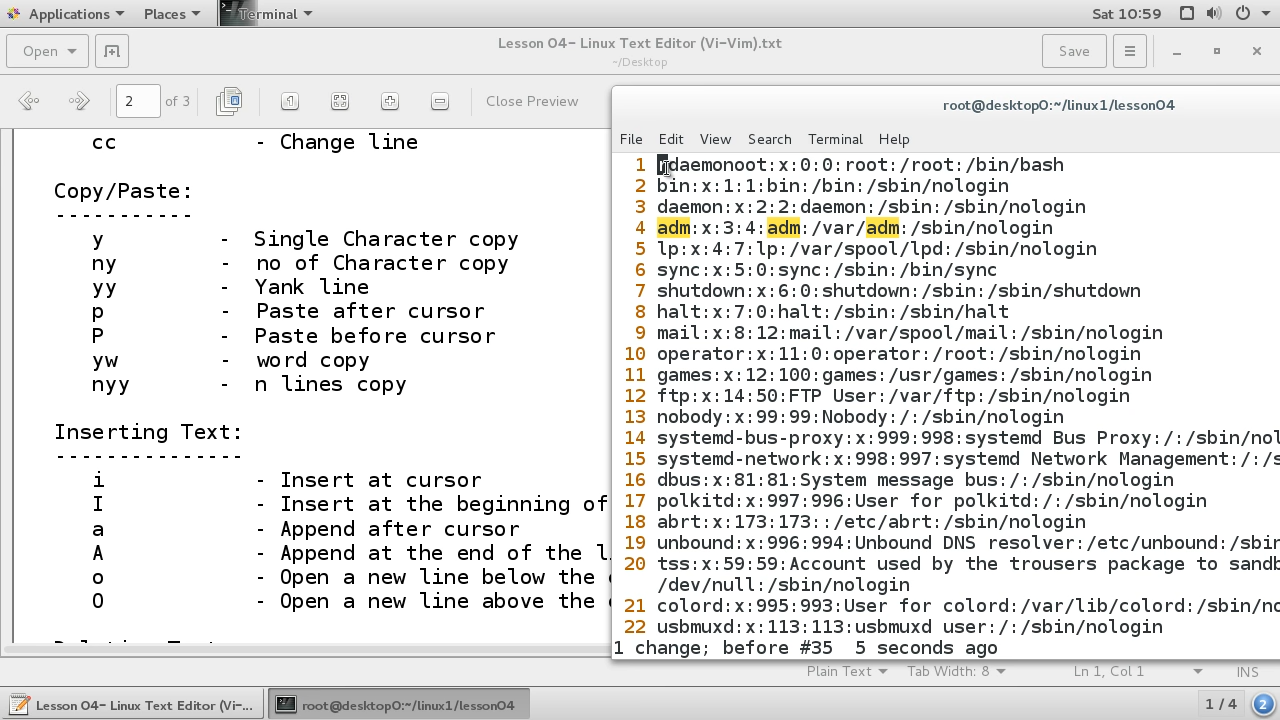 Applications Places Terminal Sat 10:59
Open Lesson 04- Linux Text Editor (Vi-Vim).txt Save
~/Desktop
2 of 3 Close Preview
cc - Change line
Copy/Paste:
-----------
y - Single Character copy
ny - no of Character copy
yy - Yank line
p - Paste after cursor
P - Paste before cursor
yw - word copy
nyy - n lines copy
Inserting Text:
---------------
i - Insert at cursor
I - Insert at the beginning of
a - Append after cursor
A - Append at the end of the l
o - Open a new line below the
O - Open a new line above the
root@desktop0:~/linux1/lesson04
File Edit View Search Terminal Help
1 rdaemonoot:x:0:0:root:/root:/bin/bash
2 bin:x:1:1:bin:/bin:/sbin/nologin
3 daemon:x:2:2:daemon:/sbin:/sbin/nologin
4 adm:x:3:4:adm:/var/adm:/sbin/nologin
5 lp:x:4:7:lp:/var/spool/lpd:/sbin/nologin
6 sync:x:5:0:sync:/sbin:/bin/sync
7 shutdown:x:6:0:shutdown:/sbin:/sbin/shutdown
8 halt:x:7:0:halt:/sbin:/sbin/halt
9 mail:x:8:12:mail:/var/spool/mail:/sbin/nologin
10 operator:x:11:0:operator:/root:/sbin/nologin
11 games:x:12:100:games:/usr/games:/sbin/nologin
12 ftp:x:14:50:FTP User:/var/ftp:/sbin/nologin
13 nobody:x:99:99:Nobody:/:/sbin/nologin
14 systemd-bus-proxy:x:999:998:systemd Bus Proxy:/:/sbin/nol
15 systemd-network:x:998:997:systemd Network Management:/:/s
16 dbus:x:81:81:System message bus:/:/sbin/nologin
17 polkitd:x:997:996:User for polkitd:/:/sbin/nologin
18 abrt:x:173:173::/etc/abrt:/sbin/nologin
19 unbound:x:996:994:Unbound DNS resolver:/etc/unbound:/sbin
20 tss:x:59:59:Account used by the trousers package to sandb
/dev/null:/sbin/nologin
21 colord:x:995:993:User for colord:/var/lib/colord:/sbin/no
22 usbmuxd:x:113:113:usbmuxd user:/:/sbin/nologin
1 change; before #35 5 seconds ago
Plain Text Tab Width: 8 Ln 1, Col 1 INS
Lesson 04- Linux Text Editor (Vi-... root@desktop0:~/linux1/lesson04 1 / 4 2